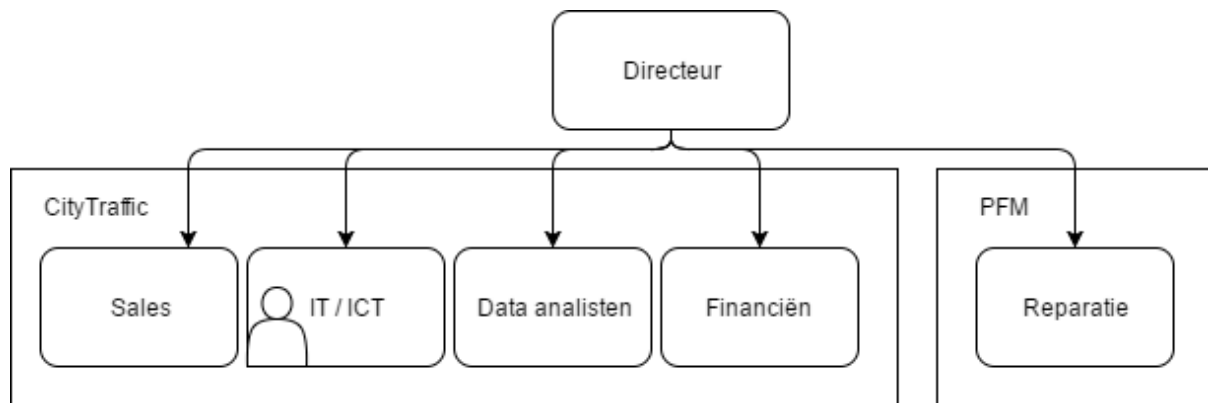 Directeur
CityTraffic
PFM
Sales
IT / ICT
Data analisten
Financiën
Reparatie